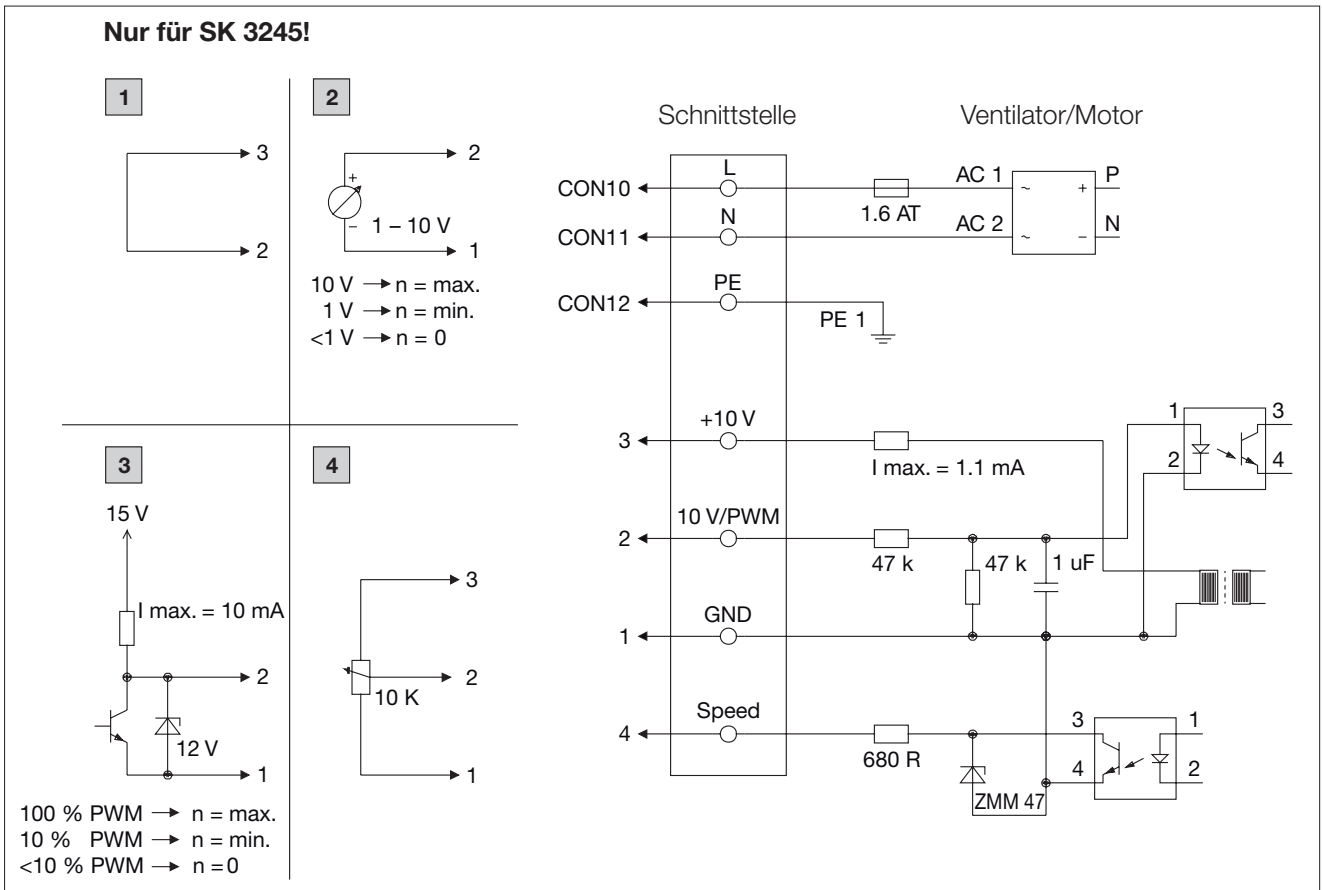 Nur für SK 3245!
1
3
2
2
+
–
1 – 10 V
2
1
10 V → n = max.
1 V → n = min.
<1 V → n = 0
3
15 V
I max. = 10 mA
2
12 V
1
100 % PWM → n = max.
10 % PWM → n = min.
<10 % PWM → n = 0
4
3
2
10 K
1
Schnittstelle
Ventilator/Motor
CON10
L
1.6 AT
AC 1
~
+
P
CON11
N
AC 2
~
–
N
CON12
PE
PE 1
3
+10 V
I max. = 1.1 mA
1
2
3
4
2
10 V/PWM
47 k
47 k
1 uF
1
GND
4
Speed
680 R
ZMM 47
3
4
1
2